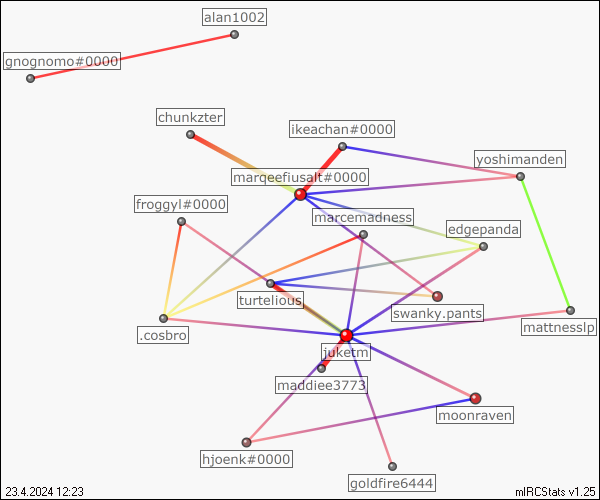 alan1002
gnognomo#0000
chunkzter
ikeachan#0000
yoshimanden
marqeefiusalt#0000
froggyl#0000
marcemadness
edgepanda
turtelious
swanky.pants
mattnesslp
.cosbro
juketm
maddiee3773
moonraven
hjoenk#0000
goldfire6444
23.4.2024 12:23
mIRCStats v1.25